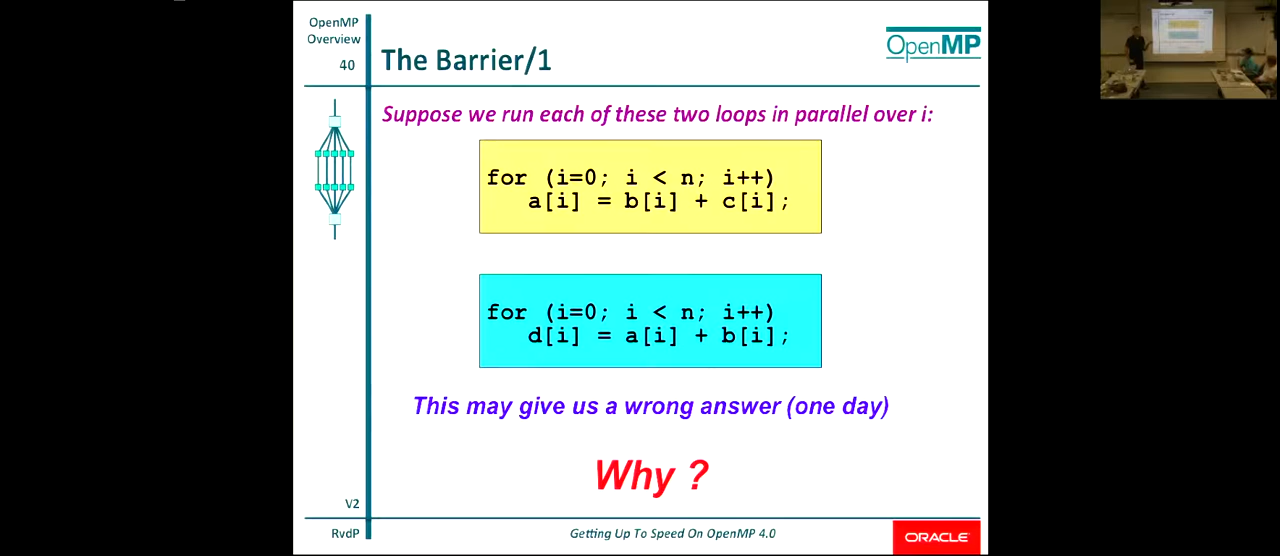 OpenMP
Overview
40
The Barrier/1
OpenMP
Suppose we run each of these two loops in parallel over i:
for (i=0; i < n; i++)
a[i] = b[i] + c[i];
for (i=0; i < n; i++)
d[i] = a[i] + b[i];
This may give us a wrong answer (one day)
Why ?
V2
RvdP
Getting Up To Speed On OpenMP 4.0
ORACLE